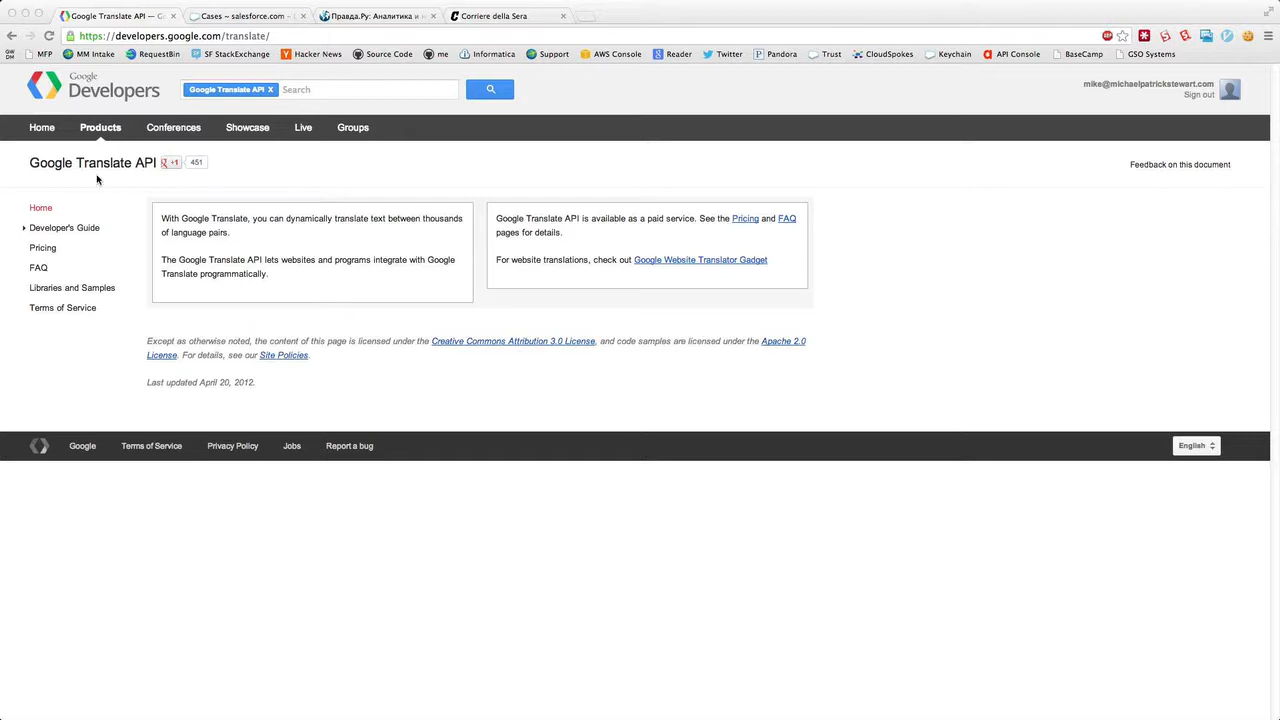 Google Translate API — Go
Cases ~ salesforce.com -
Правда.Ру: Аналитика и н
Corriere della Sera
https://developers.google.com/translate/
MFP
MM Intake
RequestBin
SF StackExchange
Hacker News
Source Code
me
Informatica
Support
AWS Console
Reader
Twitter
Pandora
Trust
CloudSpokes
Keychain
API Console
BaseCamp
GSO Systems
Google
Developers
Google Translate API X
Search
mike@michaelpatrickstewart.com
Sign out
Home
Products
Conferences
Showcase
Live
Groups
Google Translate API
+1
451
Feedback on this document
Home
Developer's Guide
Pricing
FAQ
Libraries and Samples
Terms of Service
With Google Translate, you can dynamically translate text between thousands
of language pairs.
The Google Translate API lets websites and programs integrate with Google
Translate programmatically.
Google Translate API is available as a paid service. See the Pricing and FAQ
pages for details.
For website translations, check out Google Website Translator Gadget
Except as otherwise noted, the content of this page is licensed under the Creative Commons Attribution 3.0 License, and code samples are licensed under the Apache 2.0
License. For details, see our Site Policies.
Last updated April 20, 2012.
Google
Terms of Service
Privacy Policy
Jobs
Report a bug
English